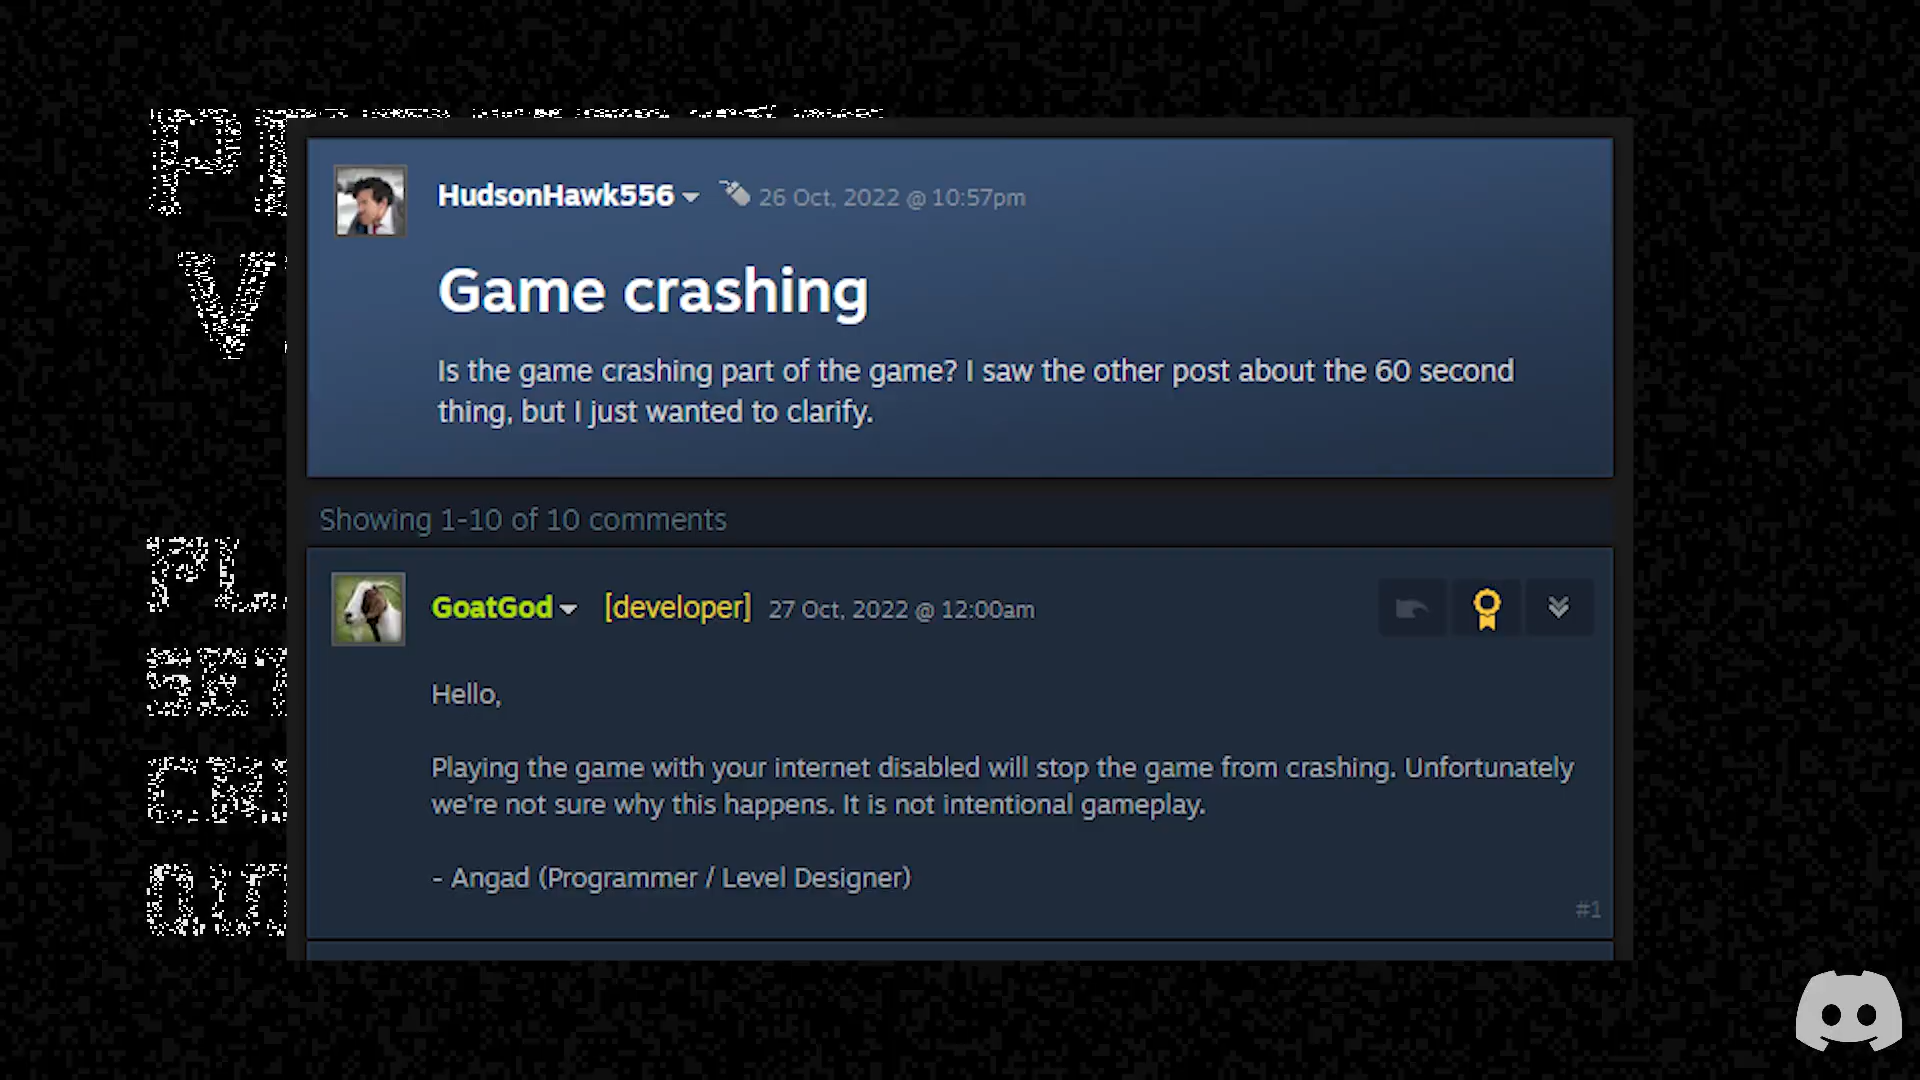 HudsonHawk556 26 Oct, 2022 @ 10:57pm
Game crashing
Is the game crashing part of the game? I saw the other post about the 60 second
thing, but I just wanted to clarify.
Showing 1-10 of 10 comments
GoatGod [developer] 27 Oct, 2022 @ 12:00am
Hello,
Playing the game with your internet disabled will stop the game from crashing. Unfortunately
we're not sure why this happens. It is not intentional gameplay.
- Angad (Programmer / Level Designer)
#1